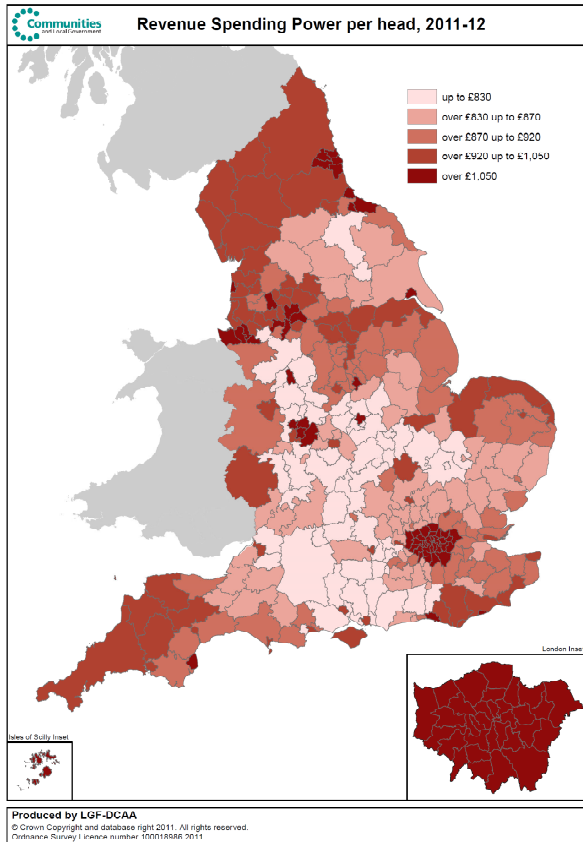 Communities
and Local Government
Revenue Spending Power per head, 2011-12
up to £830
over £830 up to £870
over £870 up to £920
over £920 up to £1,050
over £1,050
London Inset
Isles of Scilly Inset
Produced by LGF-DCAA
© Crown Copyright and database right 2011. All rights reserved.
Ordnance Survey Licence number 100018986 2011